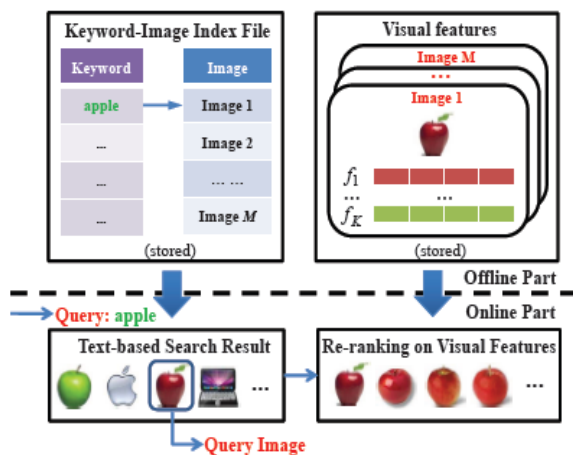 Keyword-Image Index File
Keyword
Image
apple
Image 1
...
Image 2
...
... ...
...
Image M
(stored)
Visual features
Image M
...
Image 1
f1
...
...
fK
(stored)
Offline Part
Online Part
Query: apple
Text-based Search Result
...
Query Image
Re-ranking on Visual Features
...